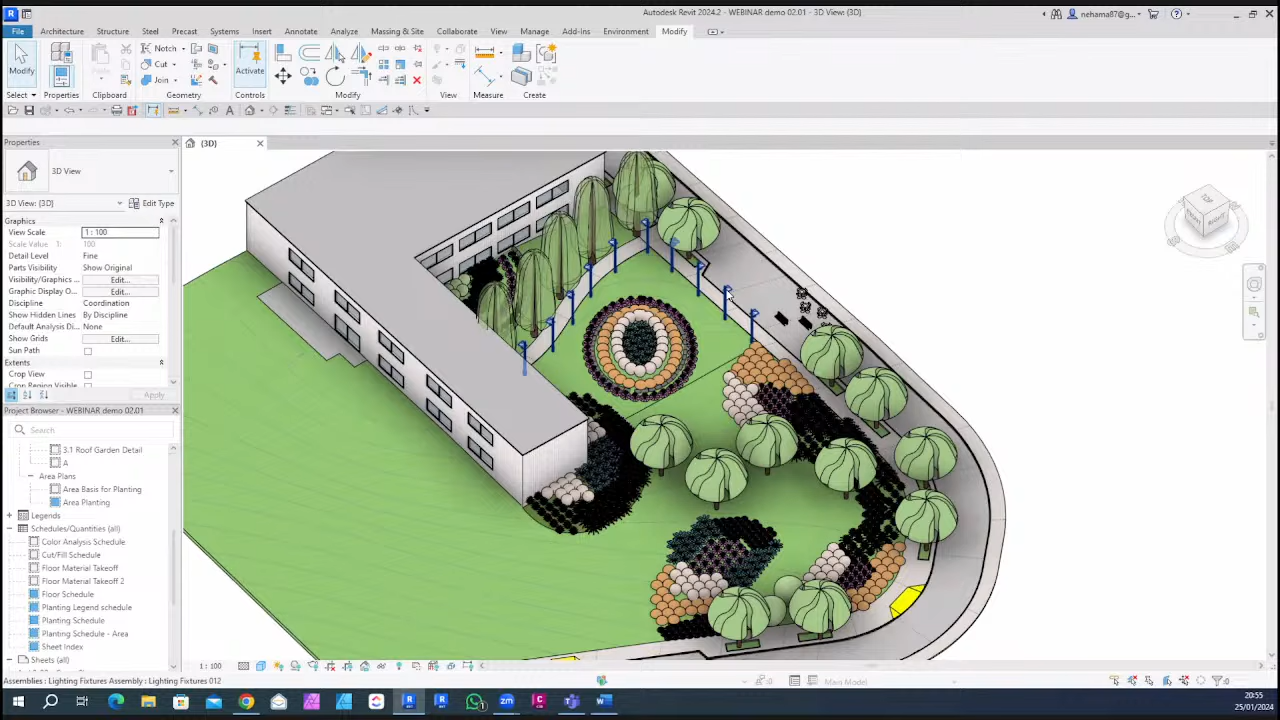 Autodesk Revit 2024.2 - WEBINAR demo 02.01 - 3D View: {3D}
nehama87@g...
File Architecture Structure Steel Precast Systems Insert Annotate Analyze Massing & Site Collaborate View Manage Add-Ins Environment Modify
Notch
Cut
Join
Modify
Paste
Activate
Select Properties Clipboard Geometry Controls Modify View Measure Create
Properties
{3D}
3D View
3D View: {3D}
Edit Type
Graphics
View Scale 1 : 100
Scale Value 1: 100
Detail Level Fine
Parts Visibility Show Original
Visibility/Graphics ... Edit...
Graphic Display O... Edit...
Discipline Coordination
Show Hidden Lines By Discipline
Default Analysis Di... None
Show Grids Edit...
Sun Path
Extents
Crop View
Crop Region Visible
Apply
Project Browser - WEBINAR demo 02.01
Search
3.1 Roof Garden Detail
A
Area Plans
Area Basis for Planting
Area Planting
Legends
Schedules/Quantities (all)
Color Analysis Schedule
Cut/Fill Schedule
Floor Material Takeoff
Floor Material Takeoff 2
Floor Schedule
Planting Legend schedule
Planting Schedule
Planting Schedule - Area
Sheet Index
Sheets (all)
RIGHT
1 : 100
Assemblies : Lighting Fixtures Assembly : Lighting Fixtures 012
:0
Main Model
:0
20:55
25/01/2024